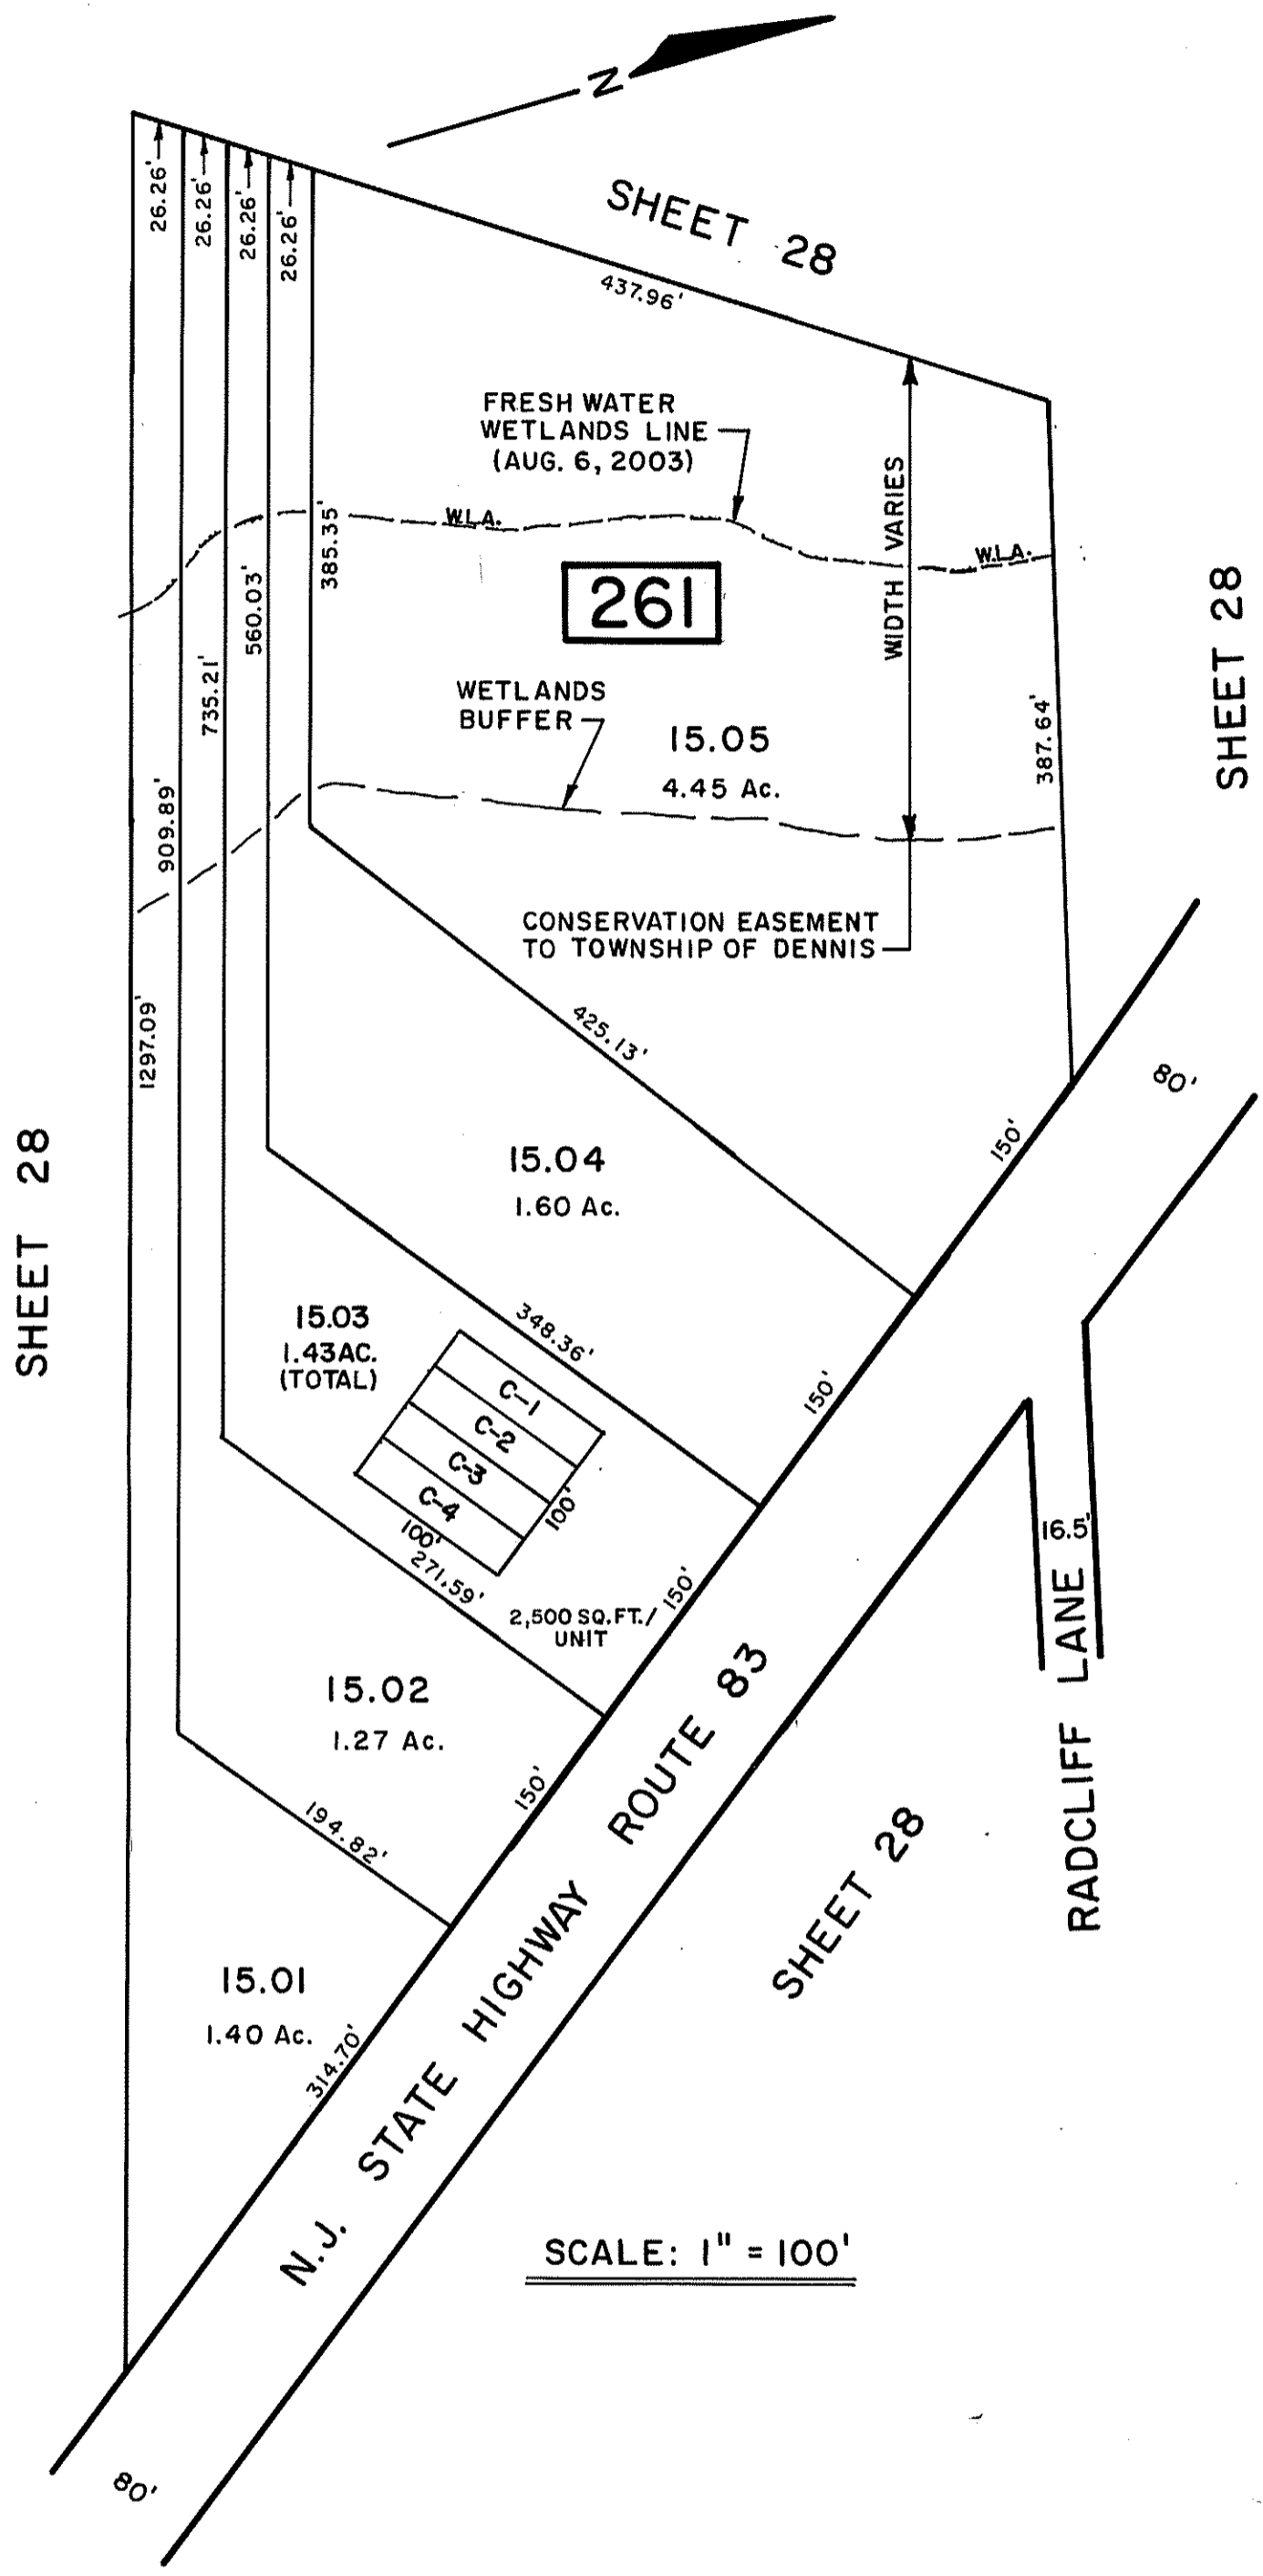 N
SHEET 28
26.26'
26.26'
26.26'
26.26'
437.96'
FRESH WATER
WETLANDS LINE
(AUG. 6, 2003)
W.L.A.
W.L.A.
WIDTH VARIES
385.35'
560.03'
735.21'
909.89'
1297.09'
261
WETLANDS
BUFFER
15.05
4.45 Ac.
387.64'
SHEET 28
CONSERVATION EASEMENT
TO TOWNSHIP OF DENNIS
425.13'
80'
150'
SHEET 28
15.04
1.60 Ac.
348.36'
150'
15.03
1.43AC.
(TOTAL)
C-1
C-2
C-3
C-4
100'
100'
271.59'
2,500 SQ.FT./
UNIT
150'
16.5'
RADCLIFF LANE
15.02
1.27 Ac.
194.82'
150'
N.J. STATE HIGHWAY ROUTE 83
SHEET 28
15.01
1.40 Ac.
314.70'
SCALE: 1" = 100'
80'